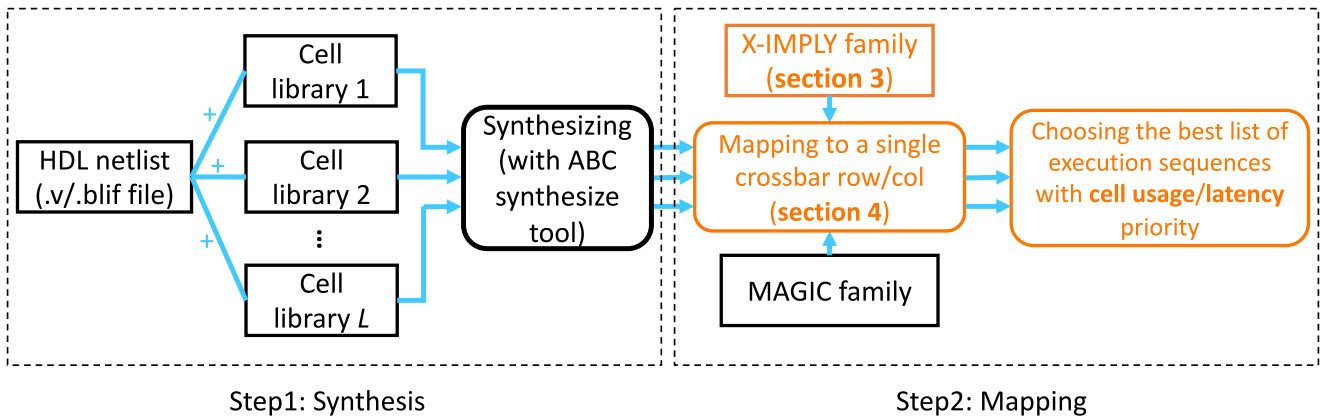 HDL netlist
(.v/.blif file)
+
+
+
Cell
library 1
Cell
library 2
...
Cell
library L
Synthesizing
(with ABC
synthesize
tool)
Step1: Synthesis
X-IMPLY family
(section 3)
Mapping to a single
crossbar row/col
(section 4)
MAGIC family
Choosing the best list of
execution sequences
with cell usage/latency
priority
Step2: Mapping